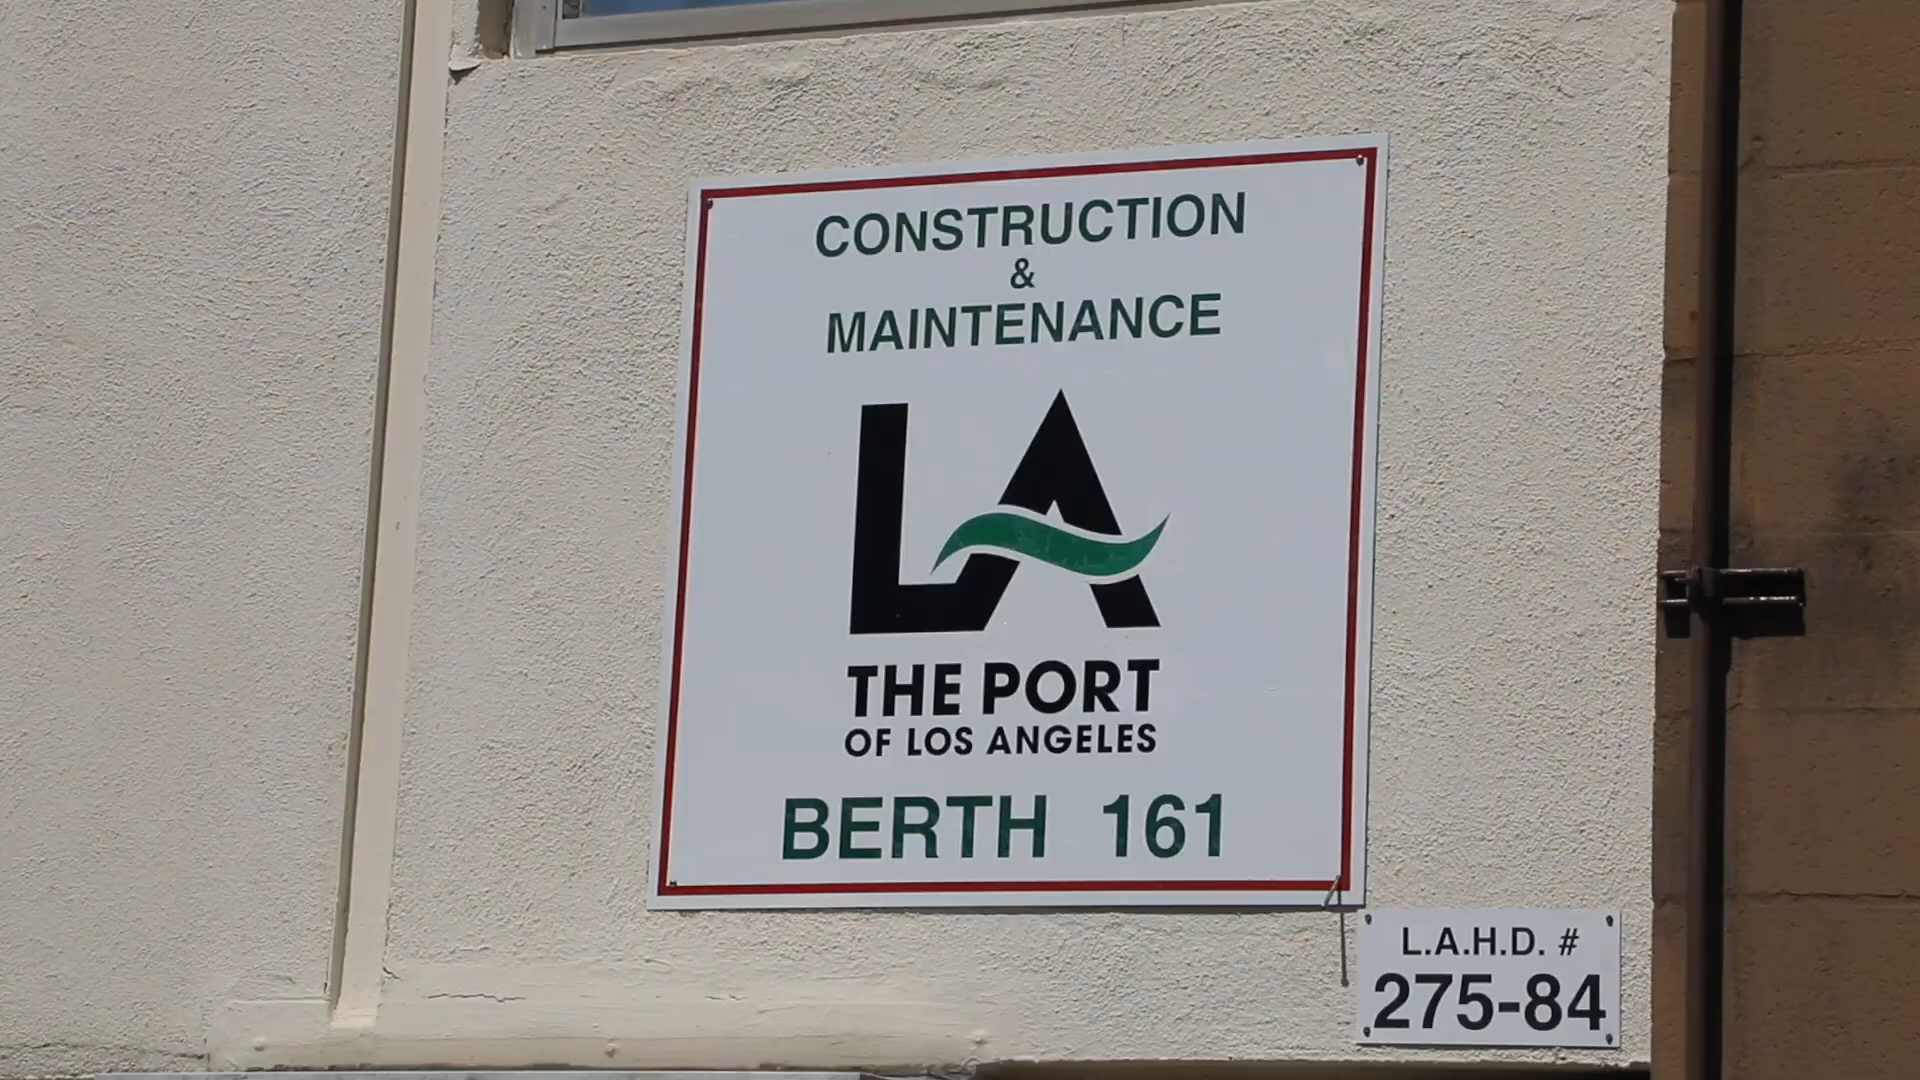 CONSTRUCTION
&
MAINTENANCE
LA
THE PORT
OF LOS ANGELES
BERTH 161
L.A.H.D. #
275-84